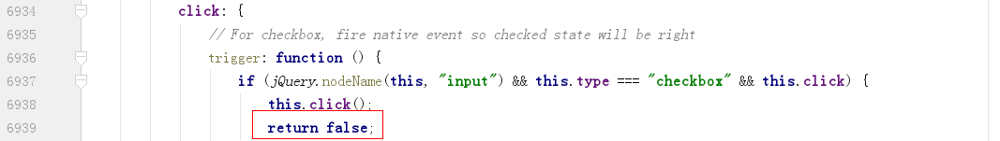 6934 click: {
6935 // For checkbox, fire native event so checked state will be right
6936 trigger: function () {
6937 if (jQuery.nodeName(this, "input") && this.type === "checkbox" && this.click) {
6938 this.click();
6939 return false;